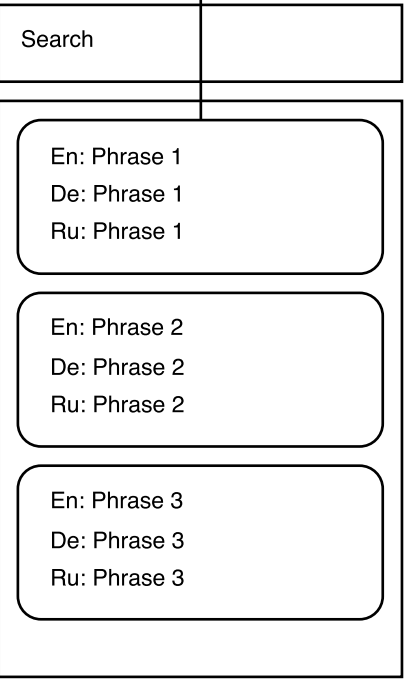 Search
En: Phrase 1
De: Phrase 1
Ru: Phrase 1
En: Phrase 2
De: Phrase 2
Ru: Phrase 2
En: Phrase 3
De: Phrase 3
Ru: Phrase 3